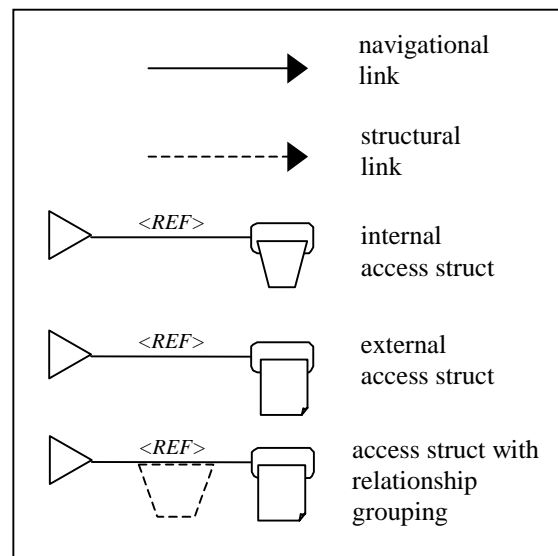 navigational
link
structural
link
<REF>
internal
access struct
<REF>
external
access struct
<REF>
access struct with
relationship
grouping